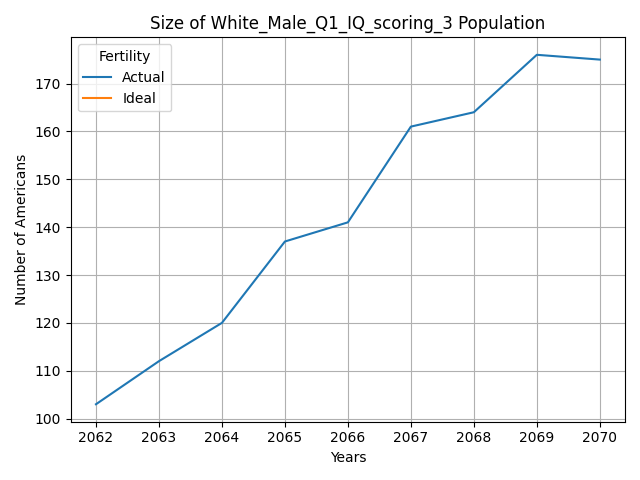 Size of White_Male_Q1_IQ_scoring_3 Population
Fertility
Actual
Ideal
Number of Americans
170
160
150
140
130
120
110
100
2062 2063 2064 2065 2066 2067 2068 2069 2070
Years